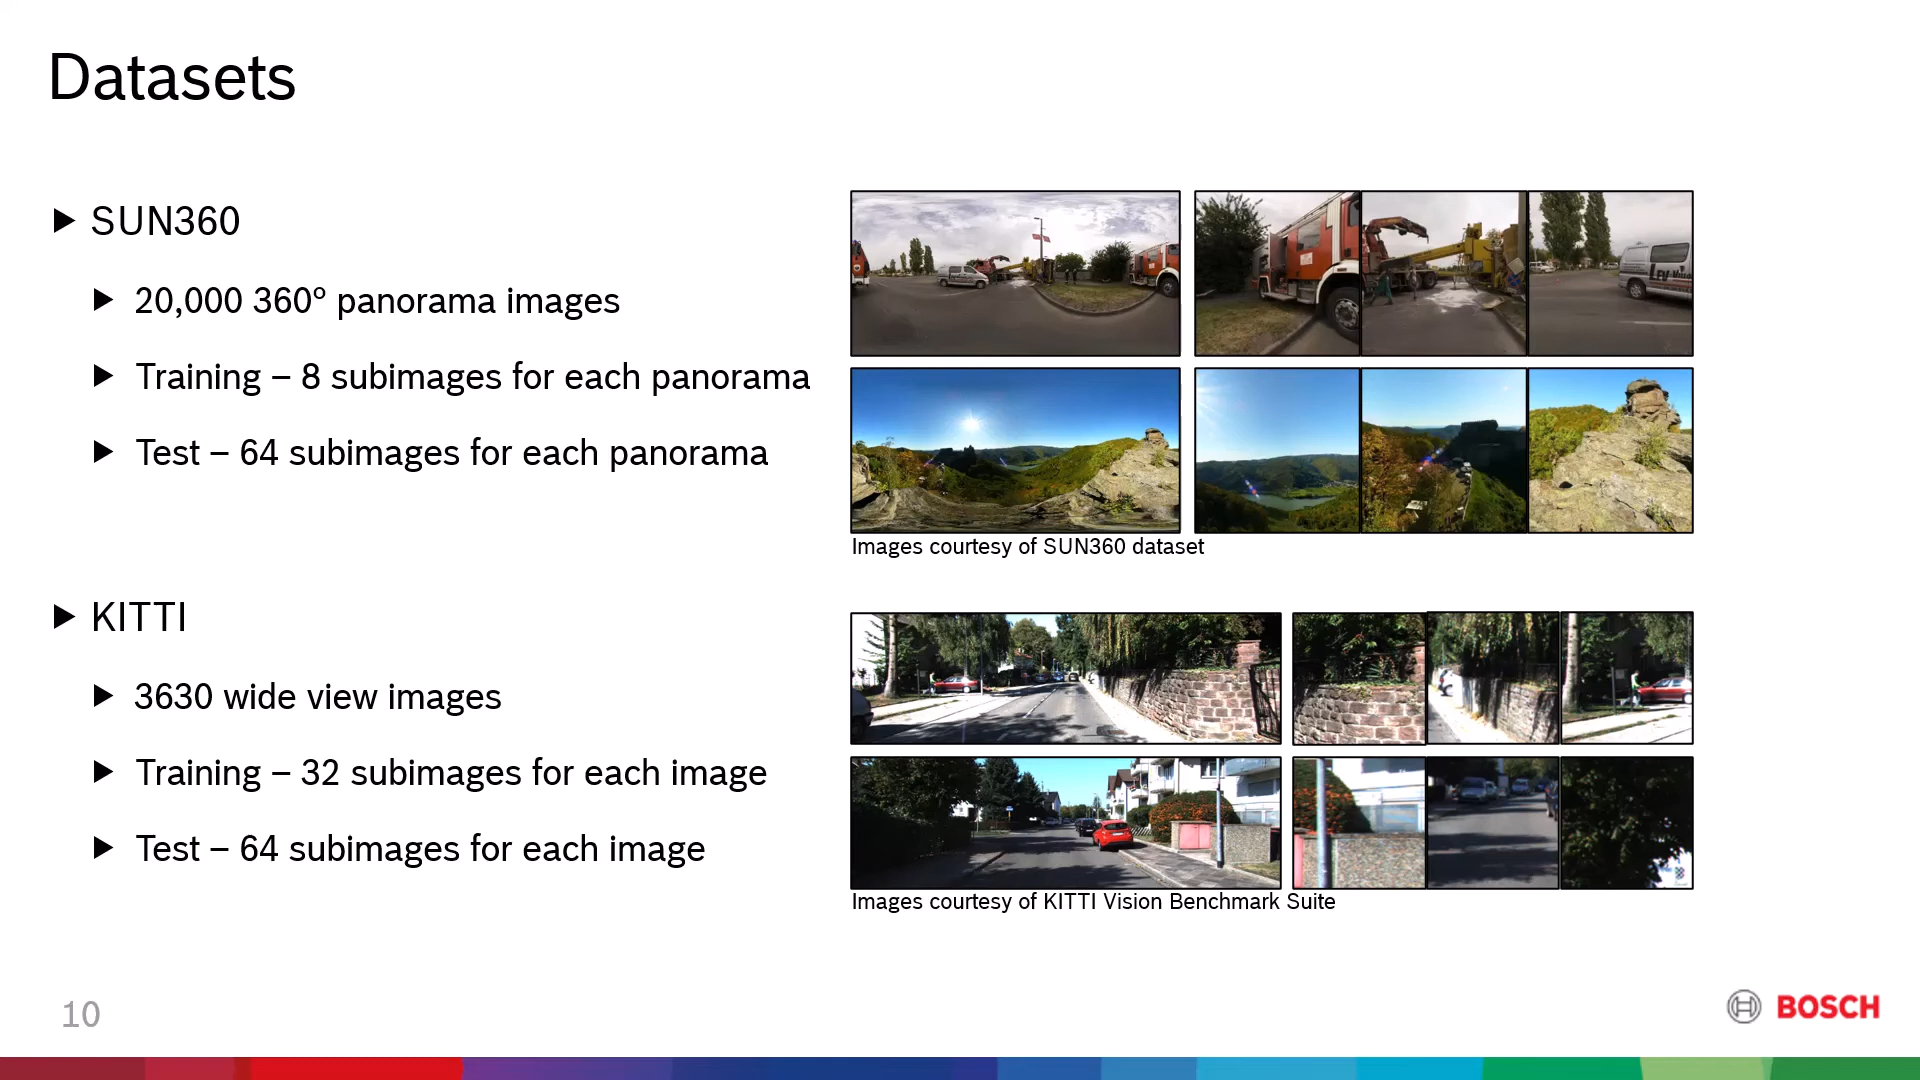 Datasets
SUN360
20,000 360° panorama images
Training – 8 subimages for each panorama
Test – 64 subimages for each panorama
Images courtesy of SUN360 dataset
KITTI
3630 wide view images
Training – 32 subimages for each image
Test – 64 subimages for each image
Images courtesy of KITTI Vision Benchmark Suite
10
BOSCH